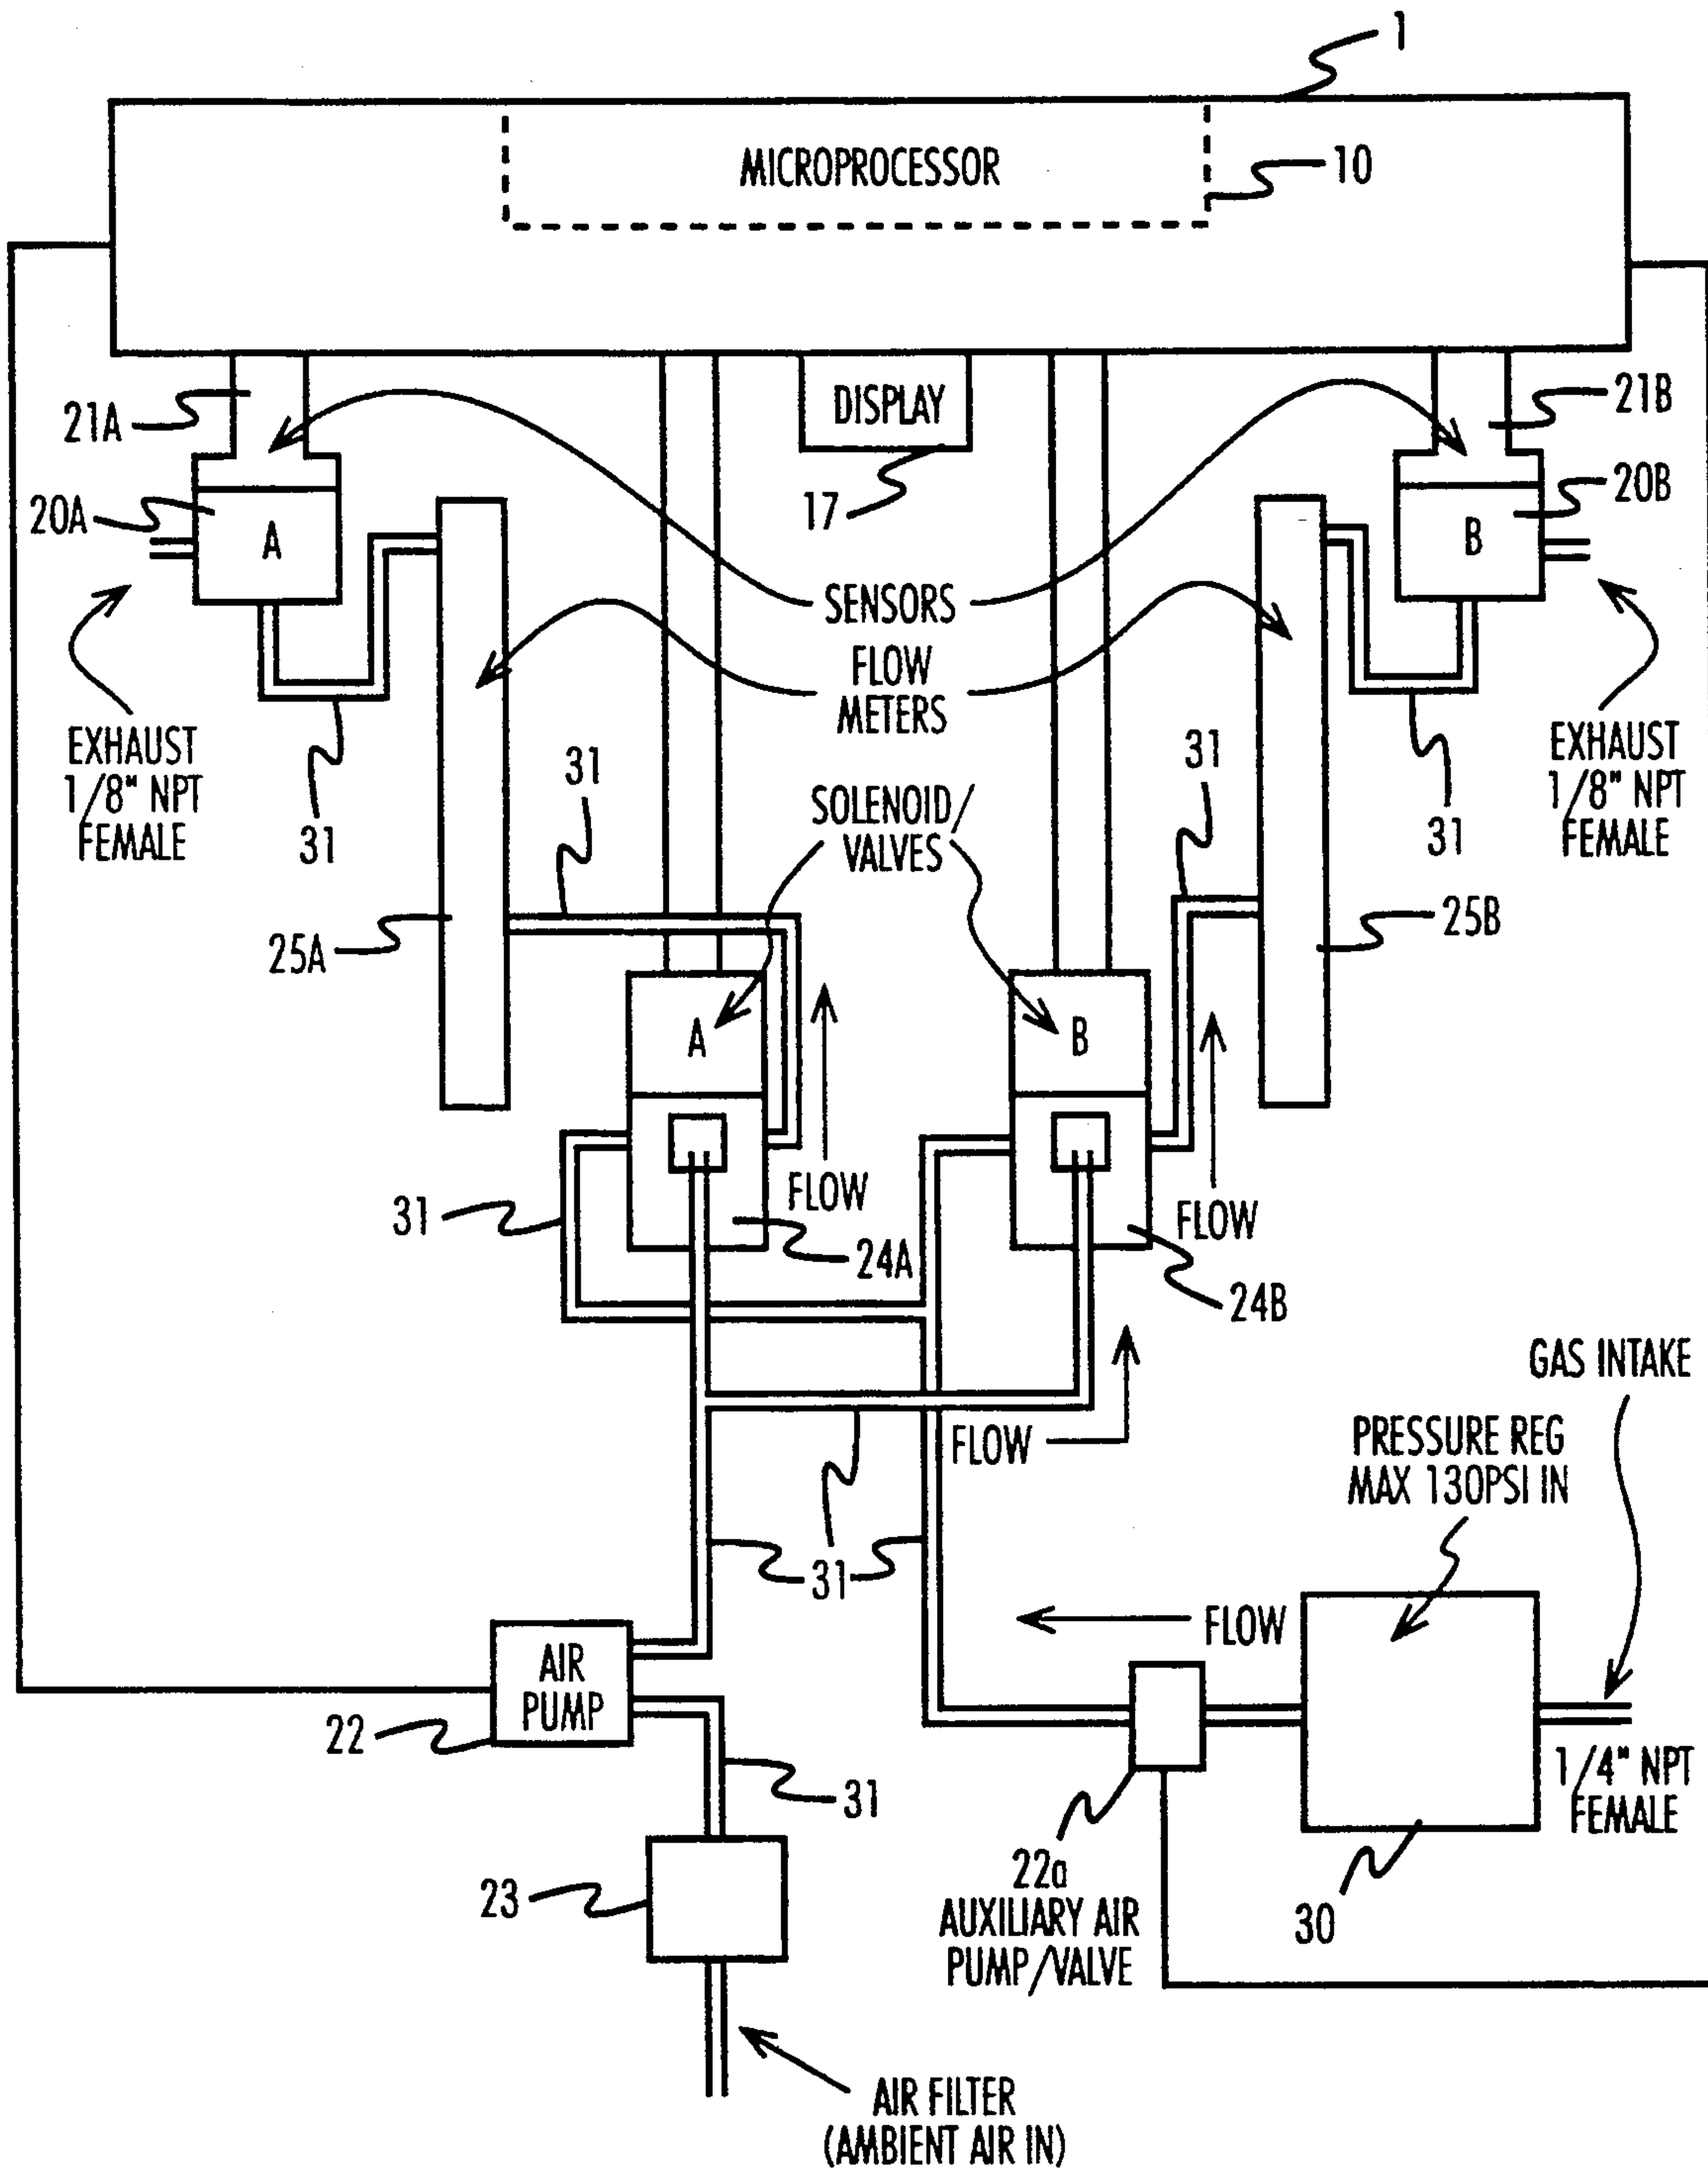 1
MICROPROCESSOR
10
21A
DISPLAY
21B
20A
A
17
20B
B
SENSORS
FLOW
METERS
EXHAUST
1/8" NPT
FEMALE
31
31
SOLENOID/
VALVES
31
31
EXHAUST
1/8" NPT
FEMALE
25A
25B
A
B
FLOW
FLOW
31
24A
24B
GAS INTAKE
FLOW
PRESSURE REG
MAX 130PSI IN
31
FLOW
AIR
PUMP
22
31
1/4" NPT
FEMALE
23
22a
AUXILIARY AIR
PUMP/VALVE
30
AIR FILTER
(AMBIENT AIR IN)